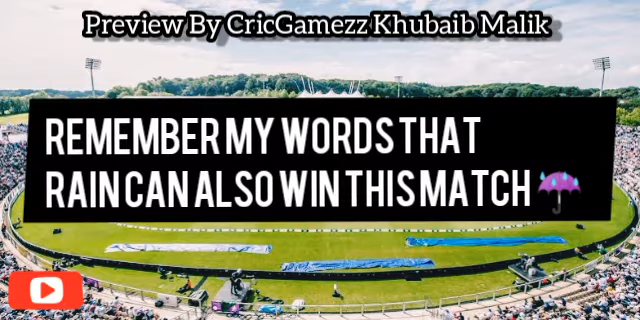 Preview By CricGamezz Khubaib Malik
REMEMBER MY WORDS THAT
RAIN CAN ALSO WIN THIS MATCH ☔